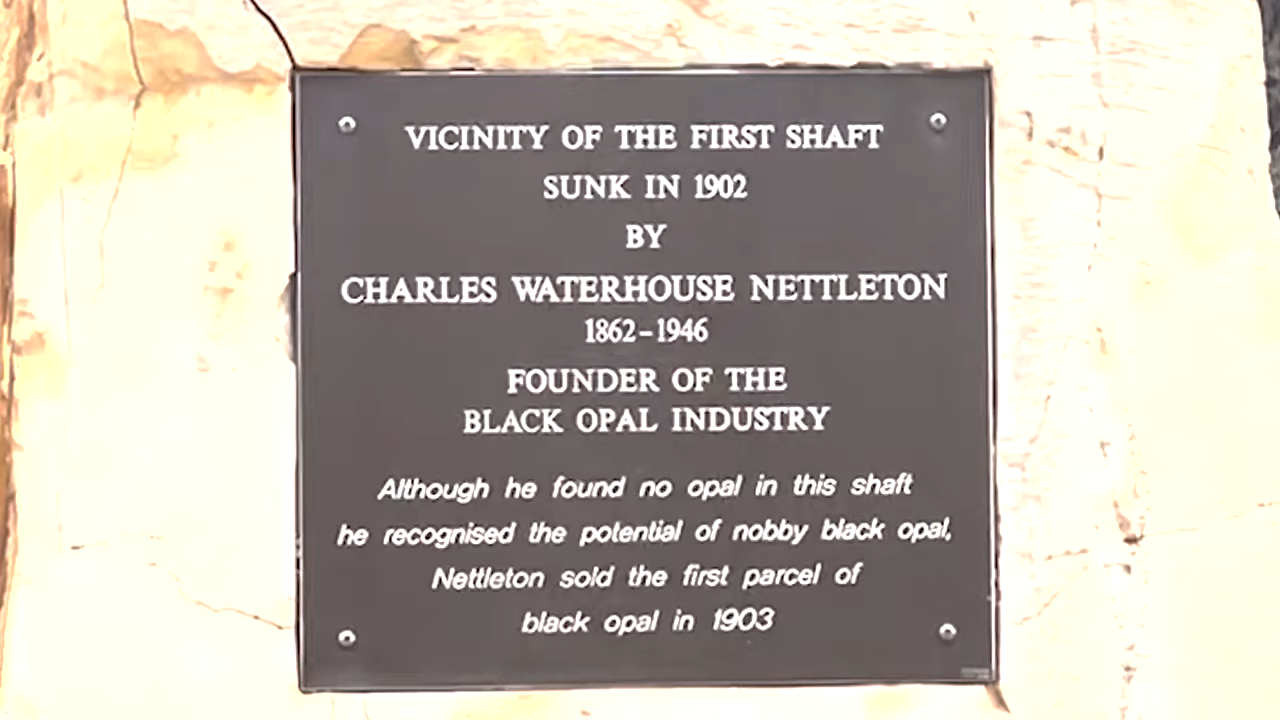 VICINITY OF THE FIRST SHAFT
SUNK IN 1902
BY
CHARLES WATERHOUSE NETTLETON
1862-1946
FOUNDER OF THE
BLACK OPAL INDUSTRY
Although he found no opal in this shaft
he recognised the potential of nobby black opal,
Nettleton sold the first parcel of
black opal in 1903